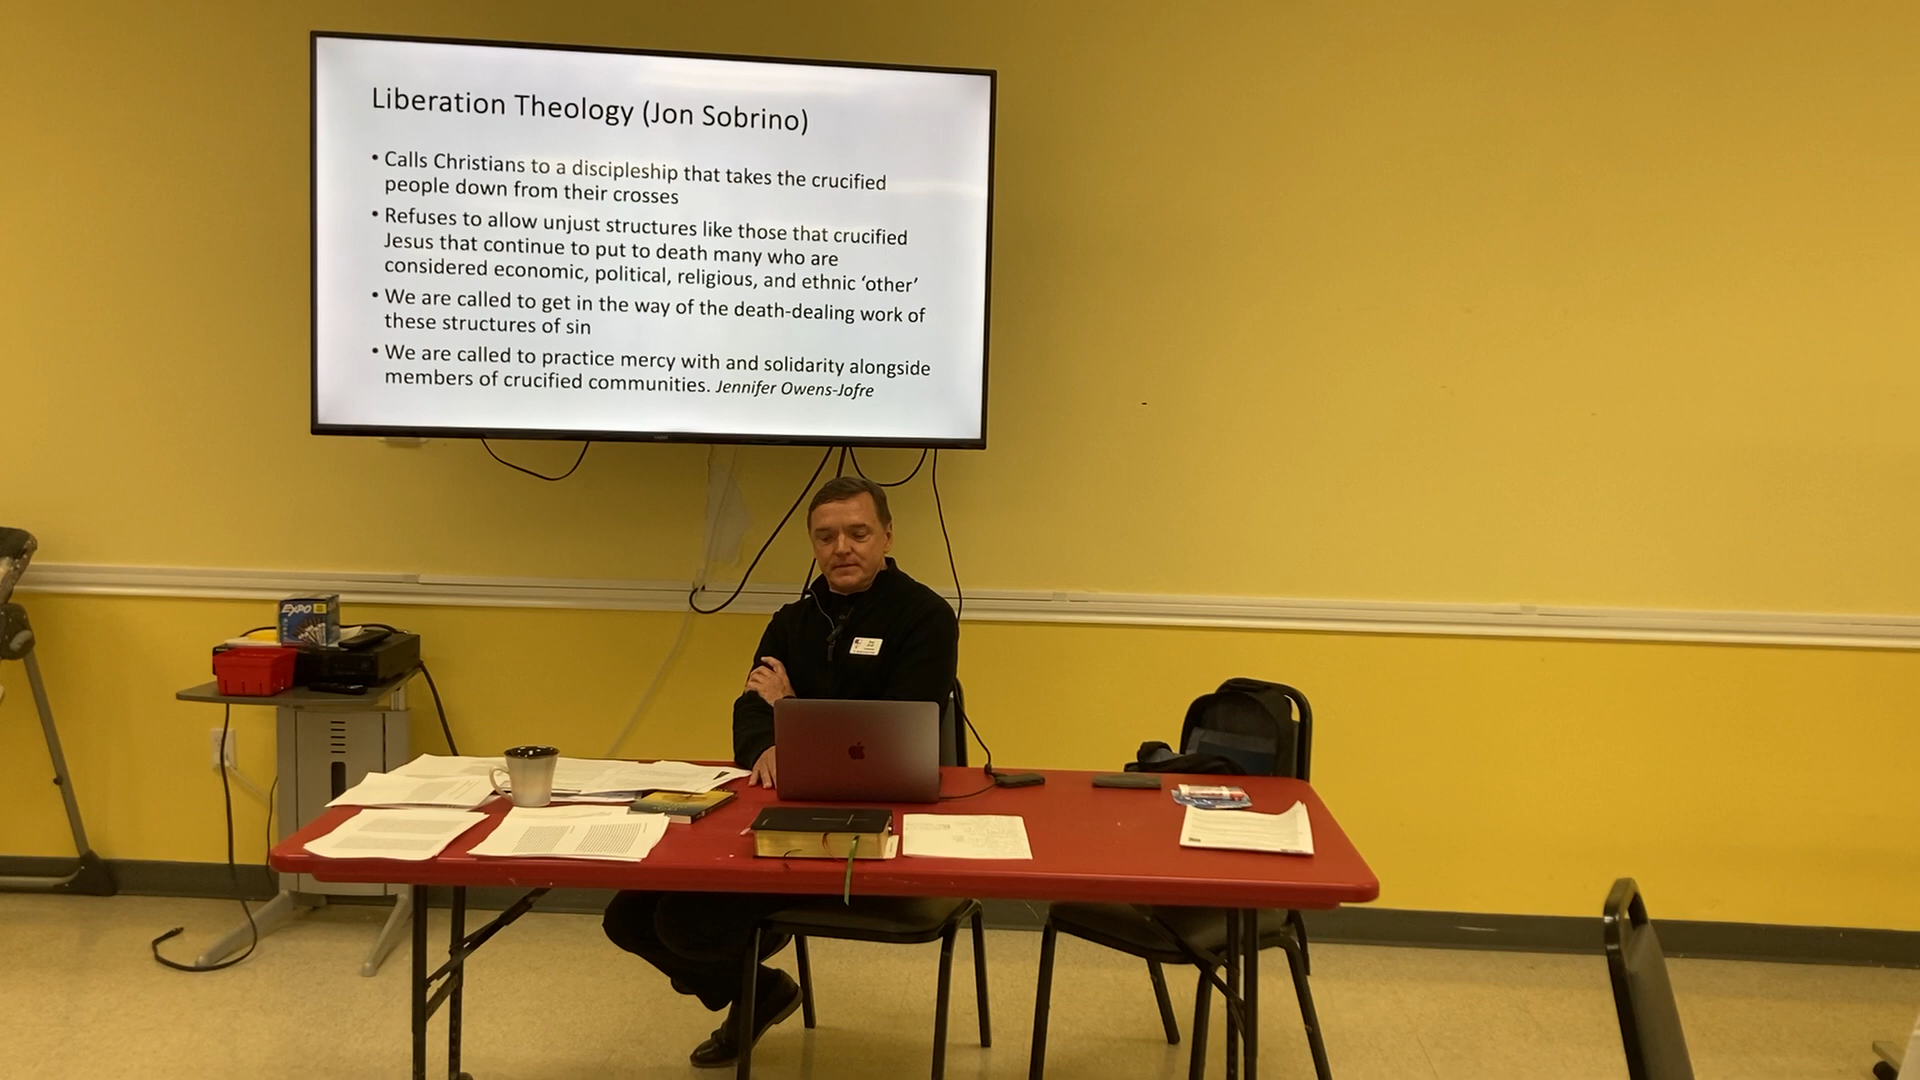 Liberation Theology (Jon Sobrino)
• Calls Christians to a discipleship that takes the crucified
people down from their crosses
• Refuses to allow unjust structures like those that crucified
Jesus that continue to put to death many who are
considered economic, political, religious, and ethnic ‘other’
• We are called to get in the way of the death-dealing work of
these structures of sin
• We are called to practice mercy with and solidarity alongside
members of crucified communities. Jennifer Owens-Jofre
EXPO